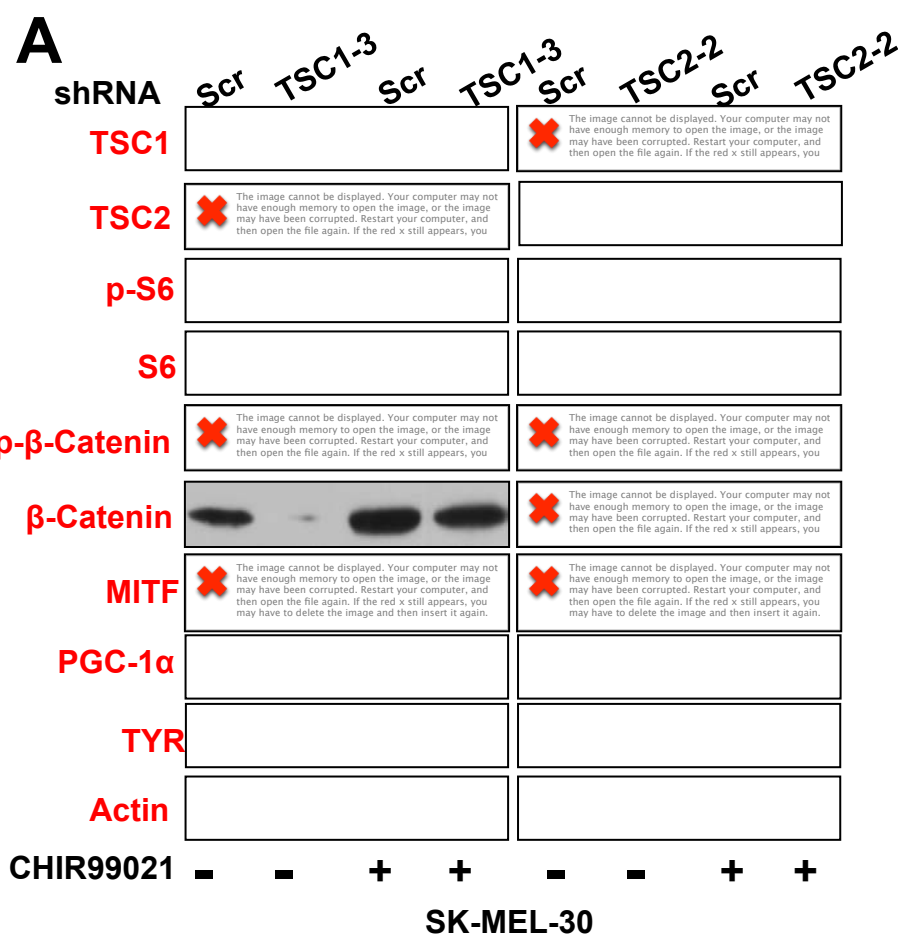 A
shRNA Scr TSC1-3 Scr TSC1-3 Scr TSC2-2 Scr TSC2-2
TSC1
The image cannot be displayed. Your computer may not
have enough memory to open the image, or the image
may have been corrupted. Restart your computer, and
then open the file again. If the red x still appears, you
TSC2
The image cannot be displayed. Your computer may not
have enough memory to open the image, or the image
may have been corrupted. Restart your computer, and
then open the file again. If the red x still appears, you
p-S6
S6
p-β-Catenin
The image cannot be displayed. Your computer may not
have enough memory to open the image, or the image
may have been corrupted. Restart your computer, and
then open the file again. If the red x still appears, you
The image cannot be displayed. Your computer may not
have enough memory to open the image, or the image
may have been corrupted. Restart your computer, and
then open the file again. If the red x still appears, you
β-Catenin
The image cannot be displayed. Your computer may not
have enough memory to open the image, or the image
may have been corrupted. Restart your computer, and
then open the file again. If the red x still appears, you
MITF
The image cannot be displayed. Your computer may not
have enough memory to open the image, or the image
may have been corrupted. Restart your computer, and
then open the file again. If the red x still appears, you
may have to delete the image and then insert it again.
The image cannot be displayed. Your computer may not
have enough memory to open the image, or the image
may have been corrupted. Restart your computer, and
then open the file again. If the red x still appears, you
may have to delete the image and then insert it again.
PGC-1α
TYR
Actin
CHIR99021 - - + + - - + +
SK-MEL-30